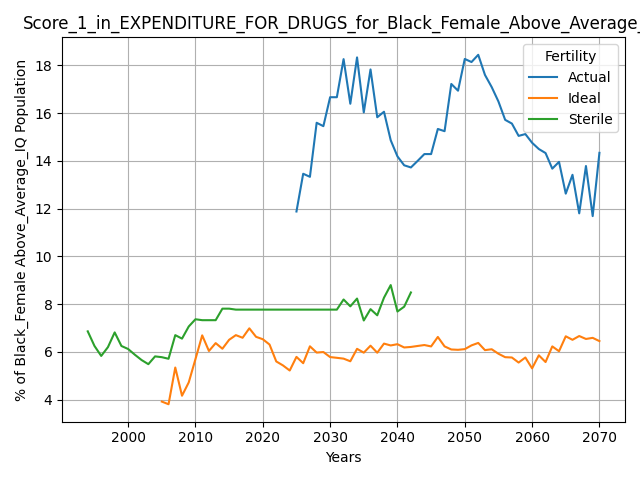 Score_1_in_EXPENDITURE_FOR_DRUGS_for_Black_Female_Above_Average_
% of Black_Female Above_Average_IQ Population
18
16
14
12
10
8
6
4
Fertility
Actual
Ideal
Sterile
2000 2010 2020 2030 2040 2050 2060 2070
Years